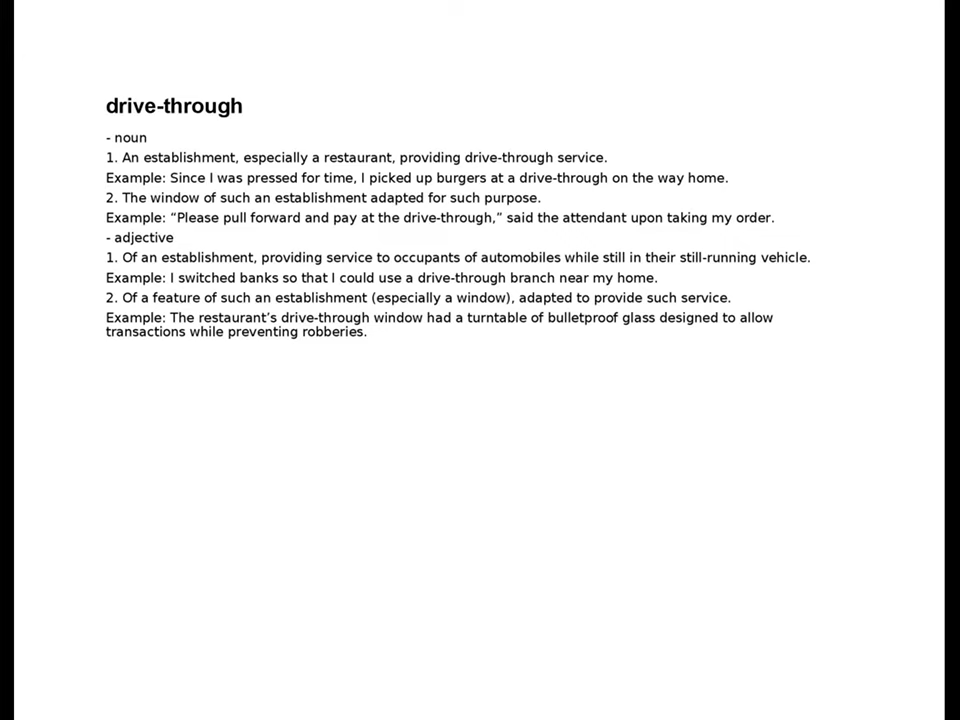 drive-through
- noun
1. An establishment, especially a restaurant, providing drive-through service.
Example: Since I was pressed for time, I picked up burgers at a drive-through on the way home.
2. The window of such an establishment adapted for such purpose.
Example: “Please pull forward and pay at the drive-through,” said the attendant upon taking my order.
- adjective
1. Of an establishment, providing service to occupants of automobiles while still in their still-running vehicle.
Example: I switched banks so that I could use a drive-through branch near my home.
2. Of a feature of such an establishment (especially a window), adapted to provide such service.
Example: The restaurant’s drive-through window had a turntable of bulletproof glass designed to allow
transactions while preventing robberies.